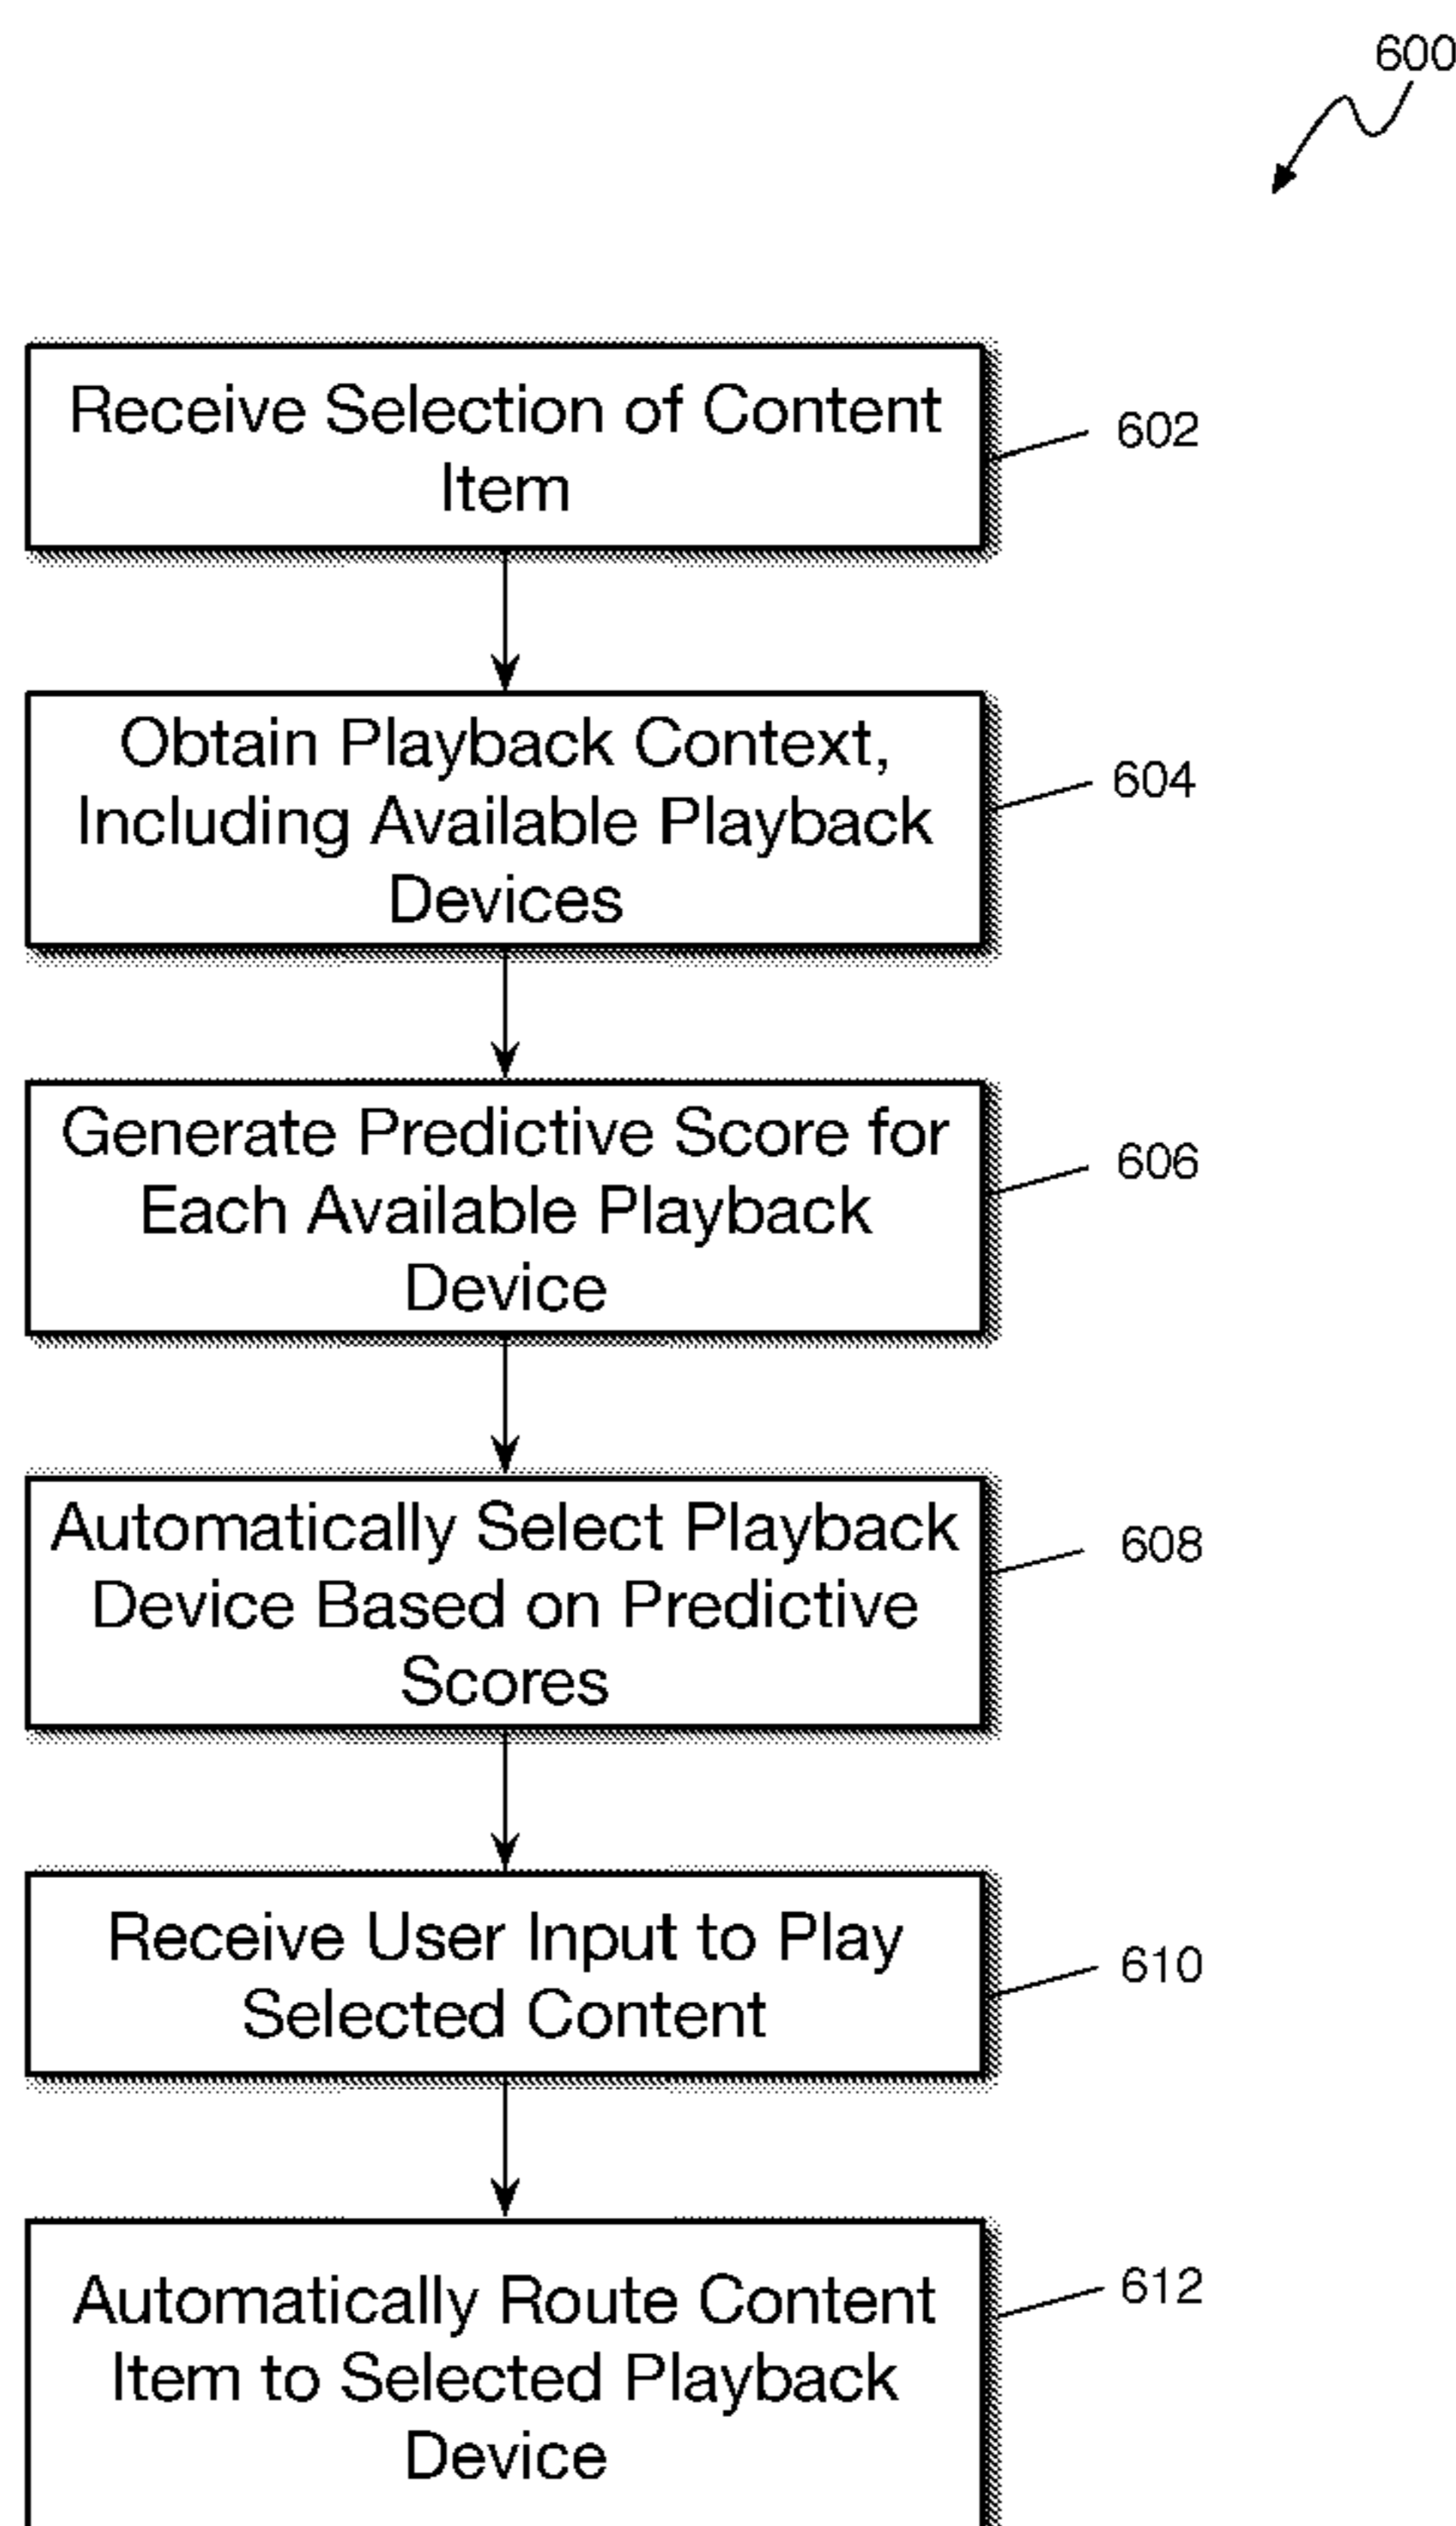 600
Receive Selection of Content
Item
602
Obtain Playback Context,
Including Available Playback
Devices
604
Generate Predictive Score for
Each Available Playback
Device
606
Automatically Select Playback
Device Based on Predictive
Scores
608
Receive User Input to Play
Selected Content
610
Automatically Route Content
Item to Selected Playback
Device
612